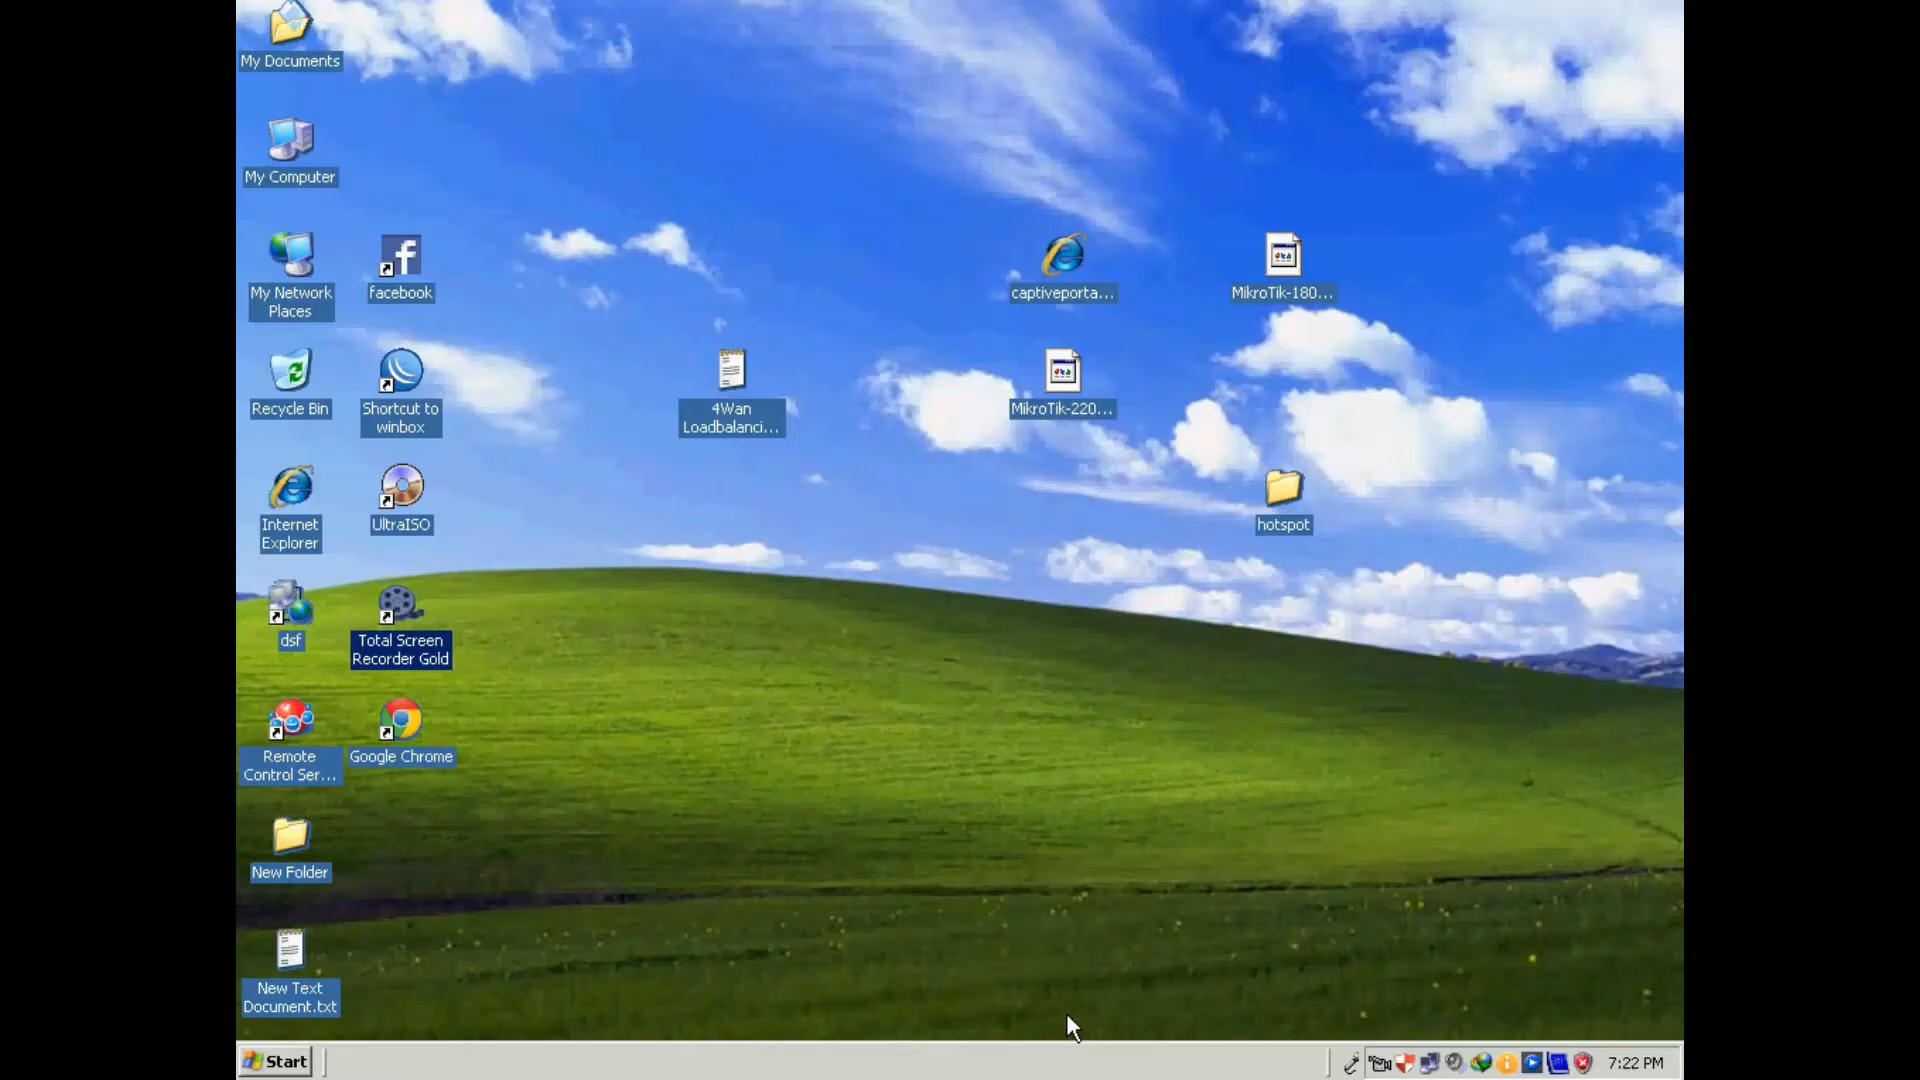 My Documents
My Computer
My Network
Places
facebook
captiveporta...
MikroTik-180...
Recycle Bin
Shortcut to
winbox
4Wan
Loadbalanci...
MikroTik-220...
Internet
Explorer
UltraISO
hotspot
dsf
Total Screen
Recorder Gold
Remote
Control Ser...
Google Chrome
New Folder
New Text
Document.txt
Start
7:22 PM